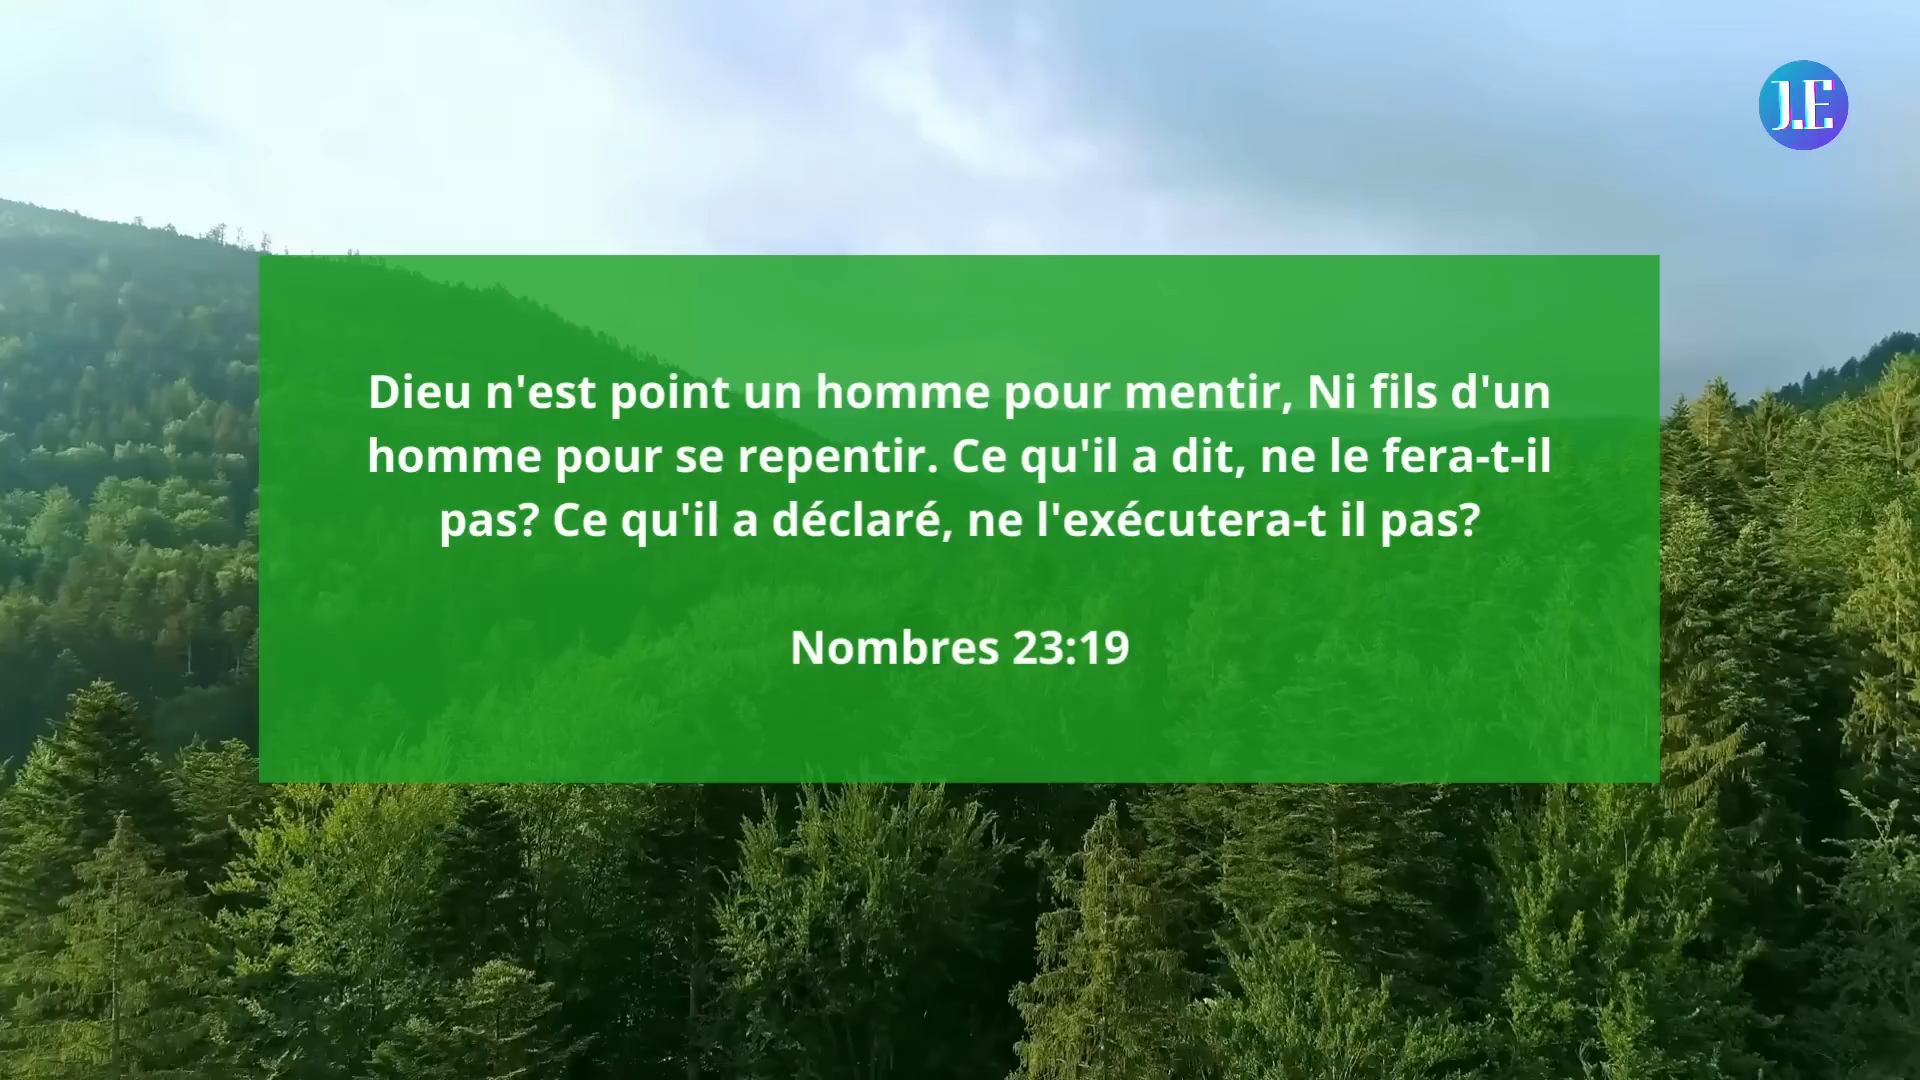 J.E
Dieu n'est point un homme pour mentir, Ni fils d'un
homme pour se repentir. Ce qu'il a dit, ne le fera-t-il
pas? Ce qu'il a déclaré, ne l'exécutera-t il pas?
Nombres 23:19